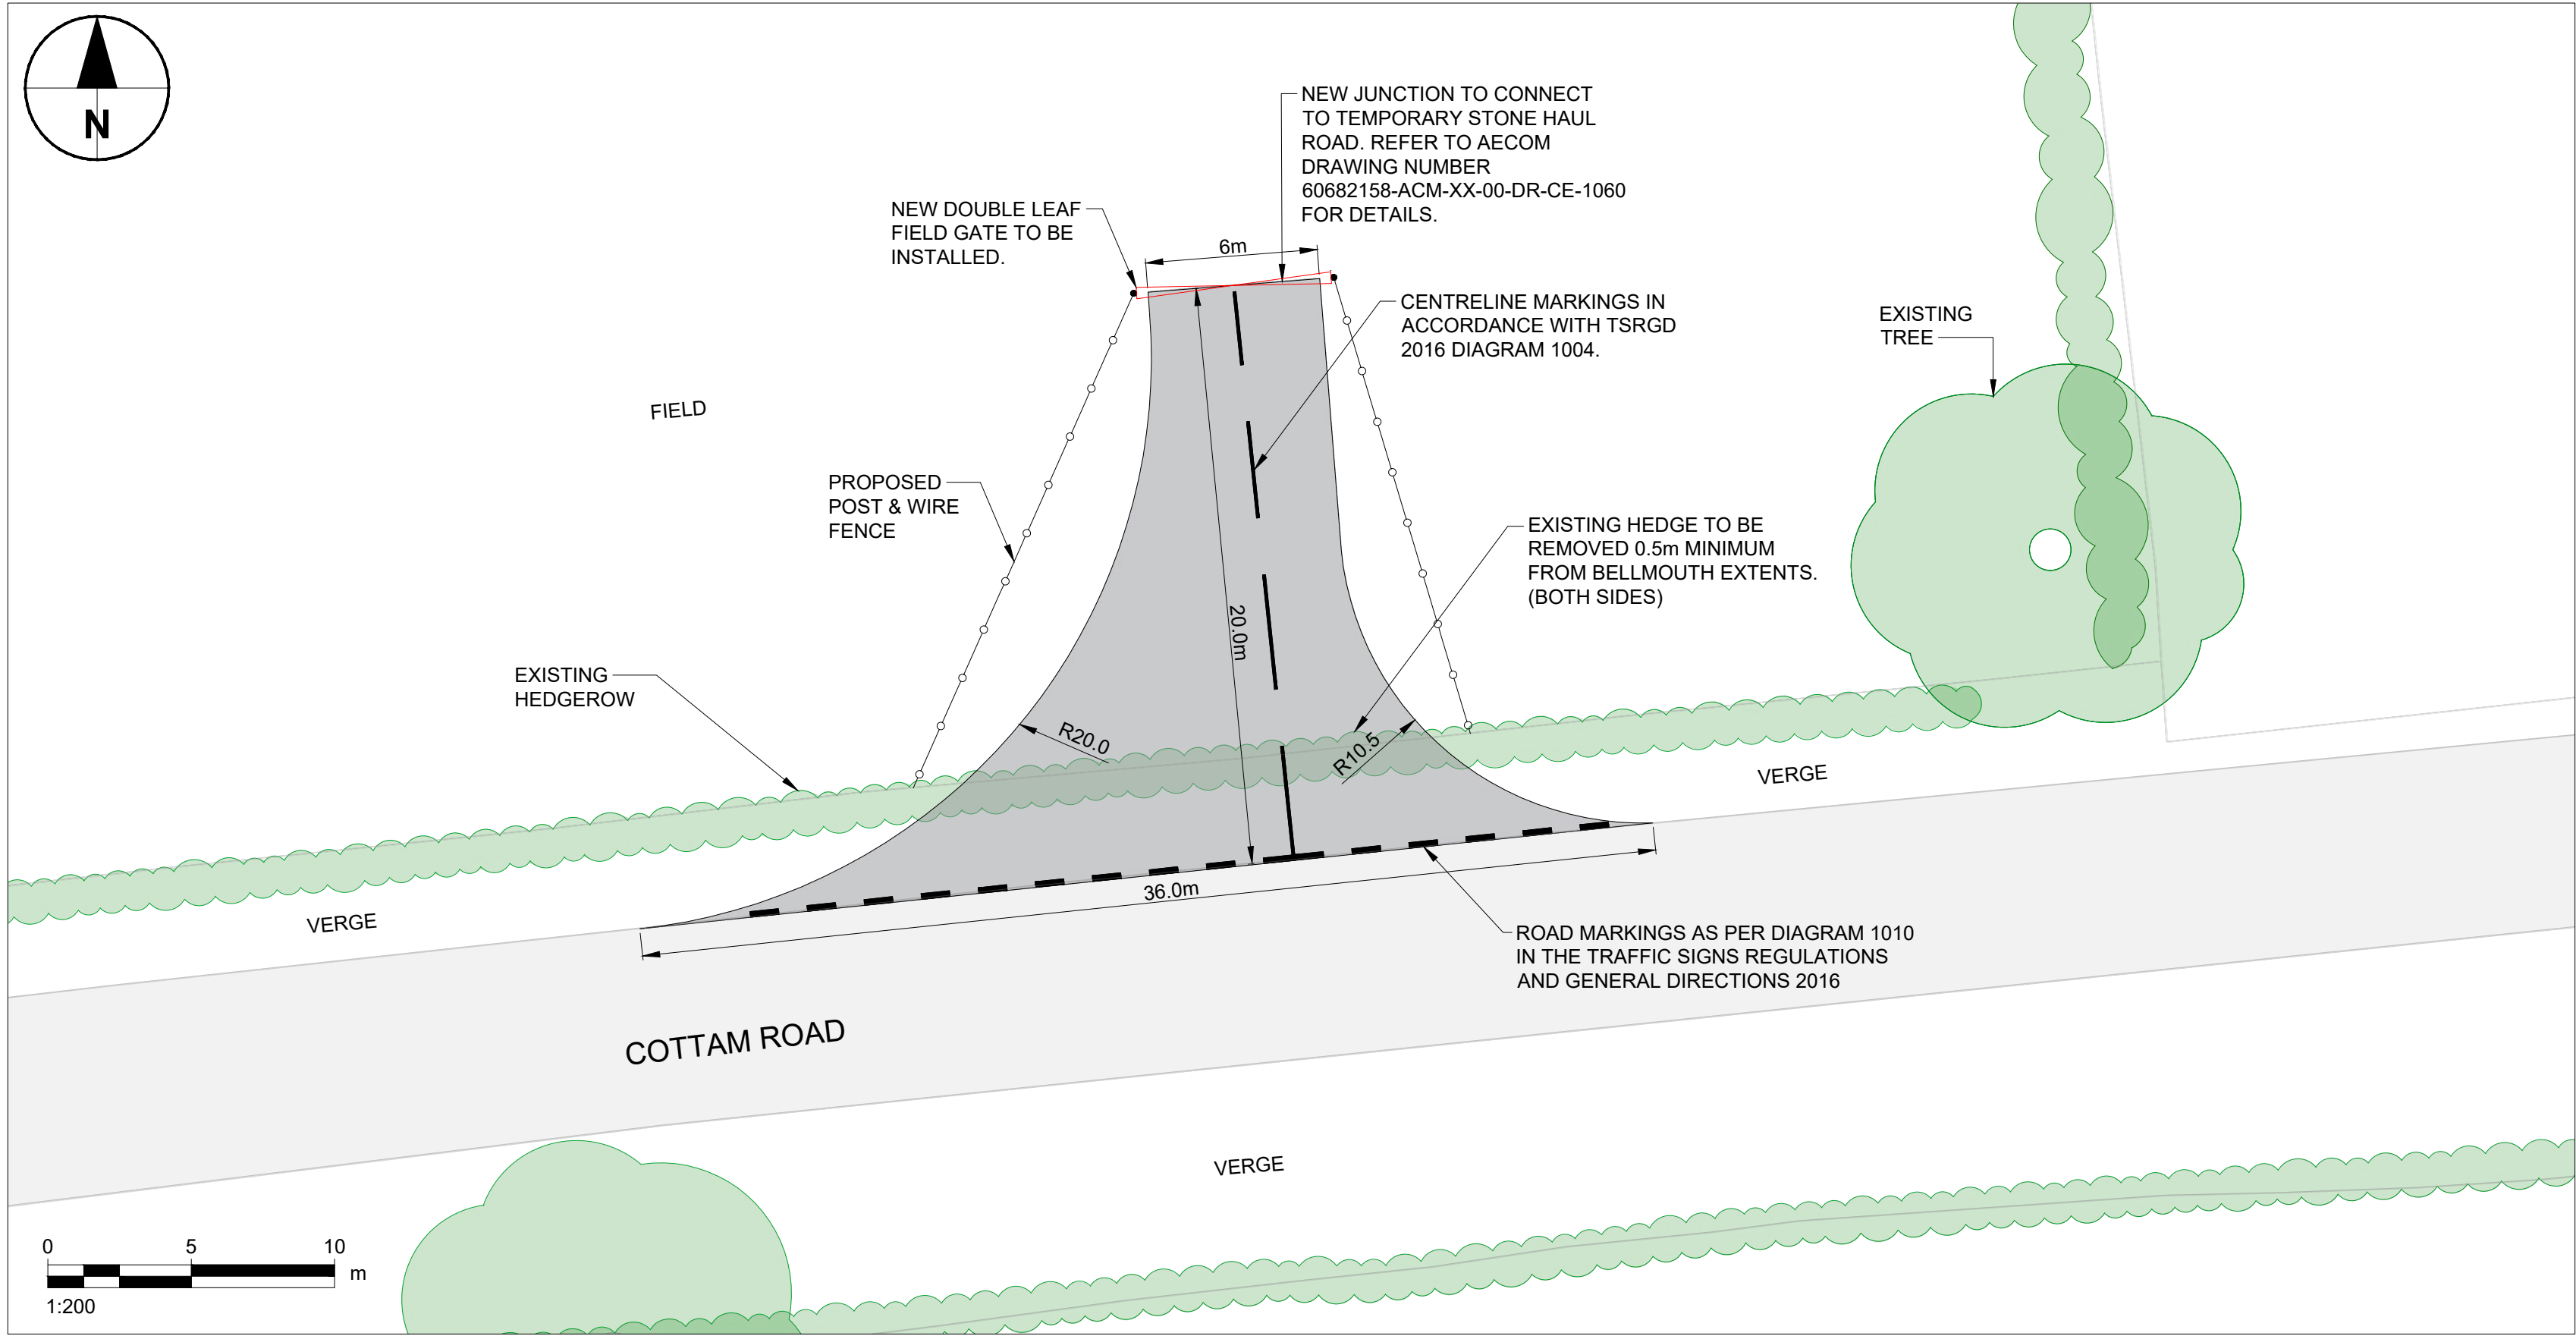 N
NEW JUNCTION TO CONNECT
TO TEMPORARY STONE HAUL
ROAD. REFER TO AECOM
DRAWING NUMBER
60682158-ACM-XX-00-DR-CE-1060
FOR DETAILS.
NEW DOUBLE LEAF
FIELD GATE TO BE
INSTALLED.
6m
CENTRELINE MARKINGS IN
ACCORDANCE WITH TSRGD
2016 DIAGRAM 1004.
EXISTING
TREE
FIELD
PROPOSED
POST & WIRE
FENCE
EXISTING HEDGE TO BE
REMOVED 0.5m MINIMUM
FROM BELLMOUTH EXTENTS.
(BOTH SIDES)
20.0m
EXISTING
HEDGEROW
R20.0
R10.5
VERGE
36.0m
VERGE
ROAD MARKINGS AS PER DIAGRAM 1010
IN THE TRAFFIC SIGNS REGULATIONS
AND GENERAL DIRECTIONS 2016
COTTAM ROAD
VERGE
0 5 10
m
1:200